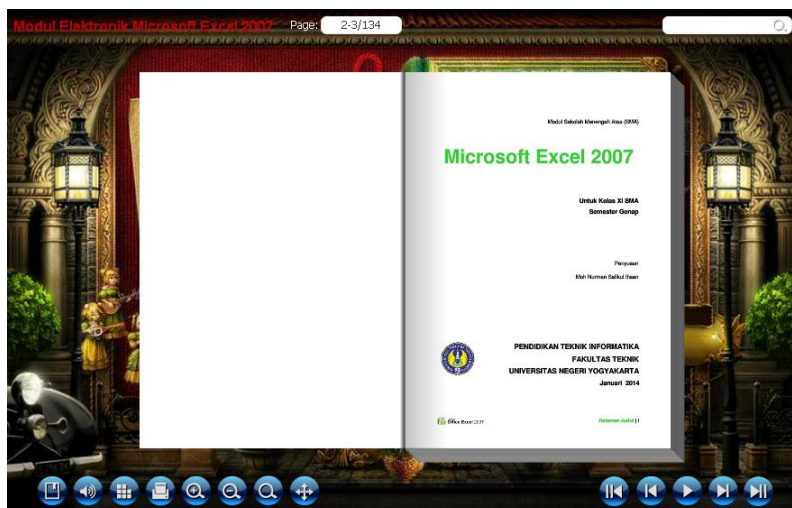 Modul Elektronik Microsoft Excel 2007
Page: 2-3/134
Modul Sekolah Menengah Atas (SMA)
Microsoft Excel 2007
Untuk Kelas XI SMA
Semester Genap
Penyusun
Moh Nurman Salikul Ihsan
PENDIDIKAN TEKNIK INFORMATIKA
FAKULTAS TEKNIK
UNIVERSITAS NEGERI YOGYAKARTA
Januari 2014
Office Excel 2007
Halaman Judul | i